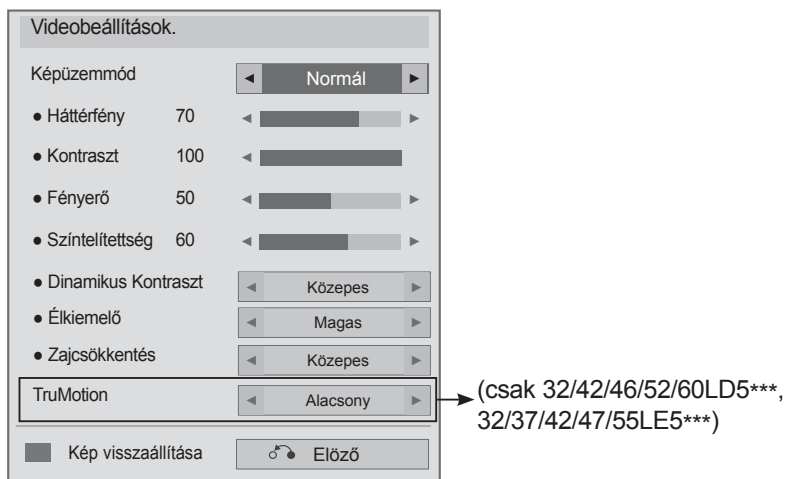 Videobeállítások.
Képüzemmód ◄ Normál ►
● Háttérfény 70 ◄ ►
● Kontraszt 100 ◄
● Fényerő 50 ◄ ►
● Színtelítettség 60 ◄ ►
● Dinamikus Kontraszt ◄ Közepes ►
● Élkiemelő ◄ Magas ►
● Zajcsökkentés ◄ Közepes ►
TruMotion ◄ Alacsony ►
(csak 32/42/46/52/60LD5***,
32/37/42/47/55LE5***)
Kép visszaállítása Elöző